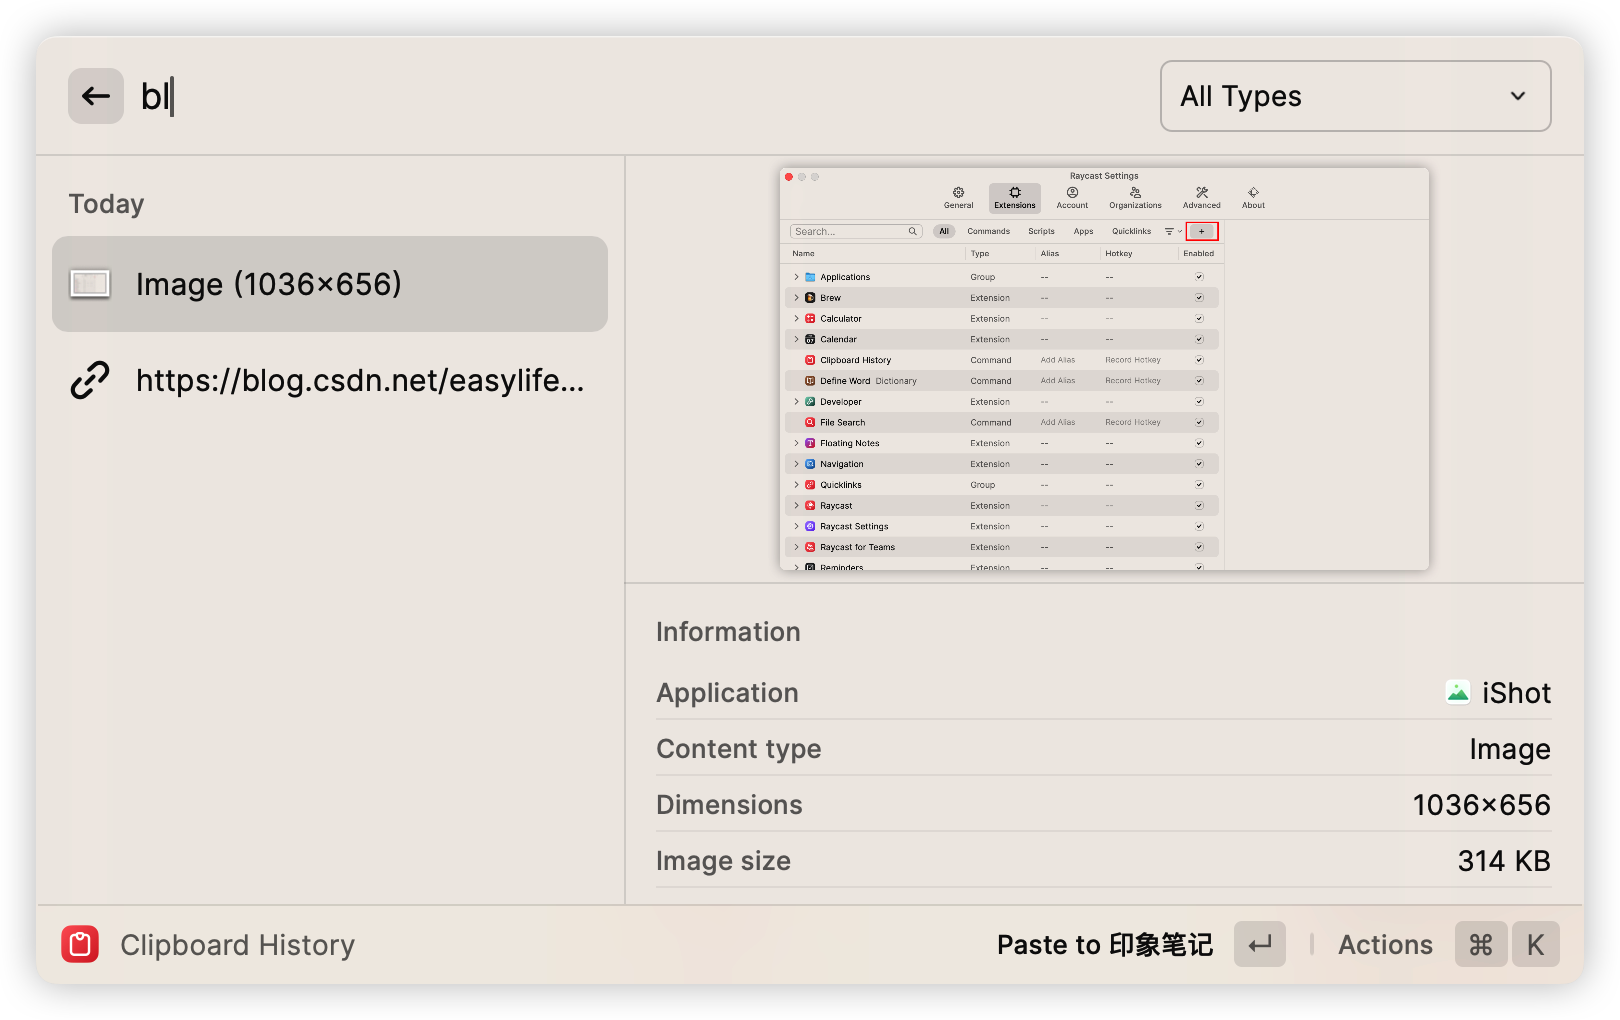 bl
All Types
Today
Image (1036×656)
https://blog.csdn.net/easylife...
Raycast Settings
General Extensions Account Organizations Advanced About
Search... All Commands Scripts Apps Quicklinks +
Name Type Alias Hotkey Enabled
Applications Group -- --
Brew Extension -- --
Calculator Extension -- --
Calendar Extension -- --
Clipboard History Command Add Alias Record Hotkey
Define Word Dictionary Command Add Alias Record Hotkey
Developer Extension -- --
File Search Command Add Alias Record Hotkey
Floating Notes Extension -- --
Navigation Extension -- --
Quicklinks Group -- --
Raycast Extension -- --
Raycast Settings Extension -- --
Raycast for Teams Extension -- --
Reminders Extension -- --
Information
Application iShot
Content type Image
Dimensions 1036×656
Image size 314 KB
Clipboard History
Paste to 印象笔记 ↵ Actions ⌘ K